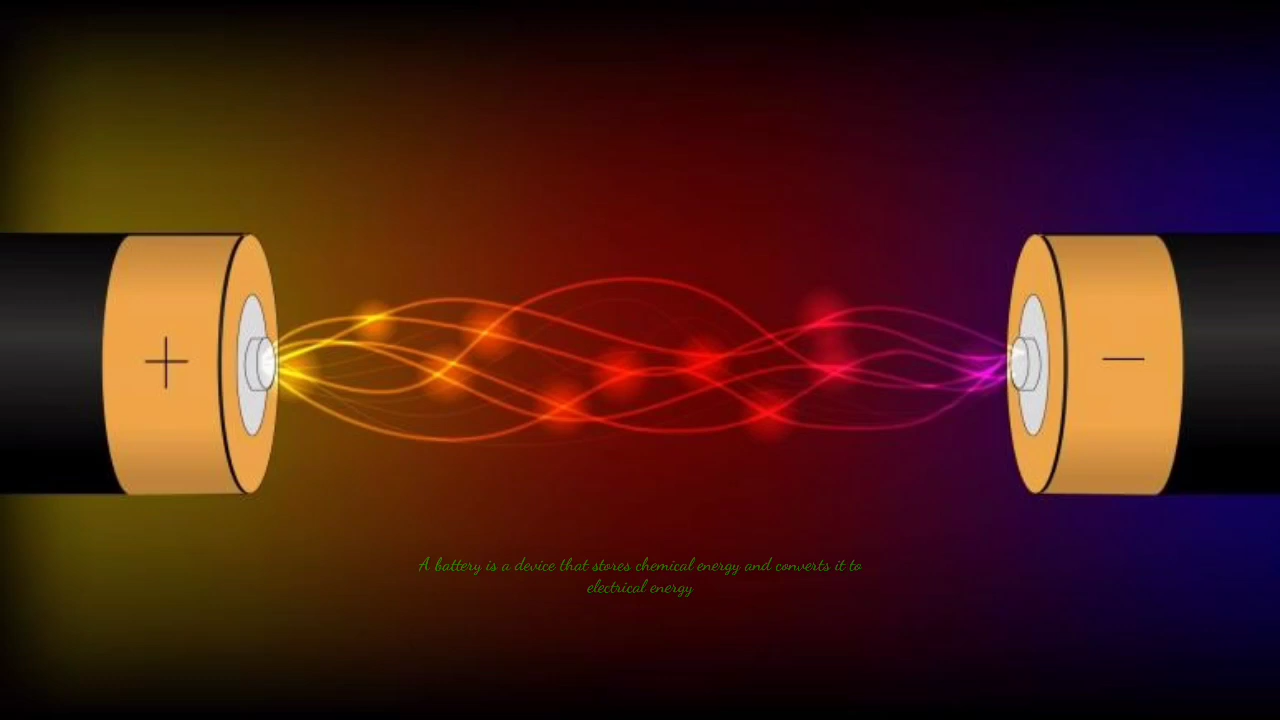 +
—
A battery is a device that stores chemical energy and converts it to
electrical energy